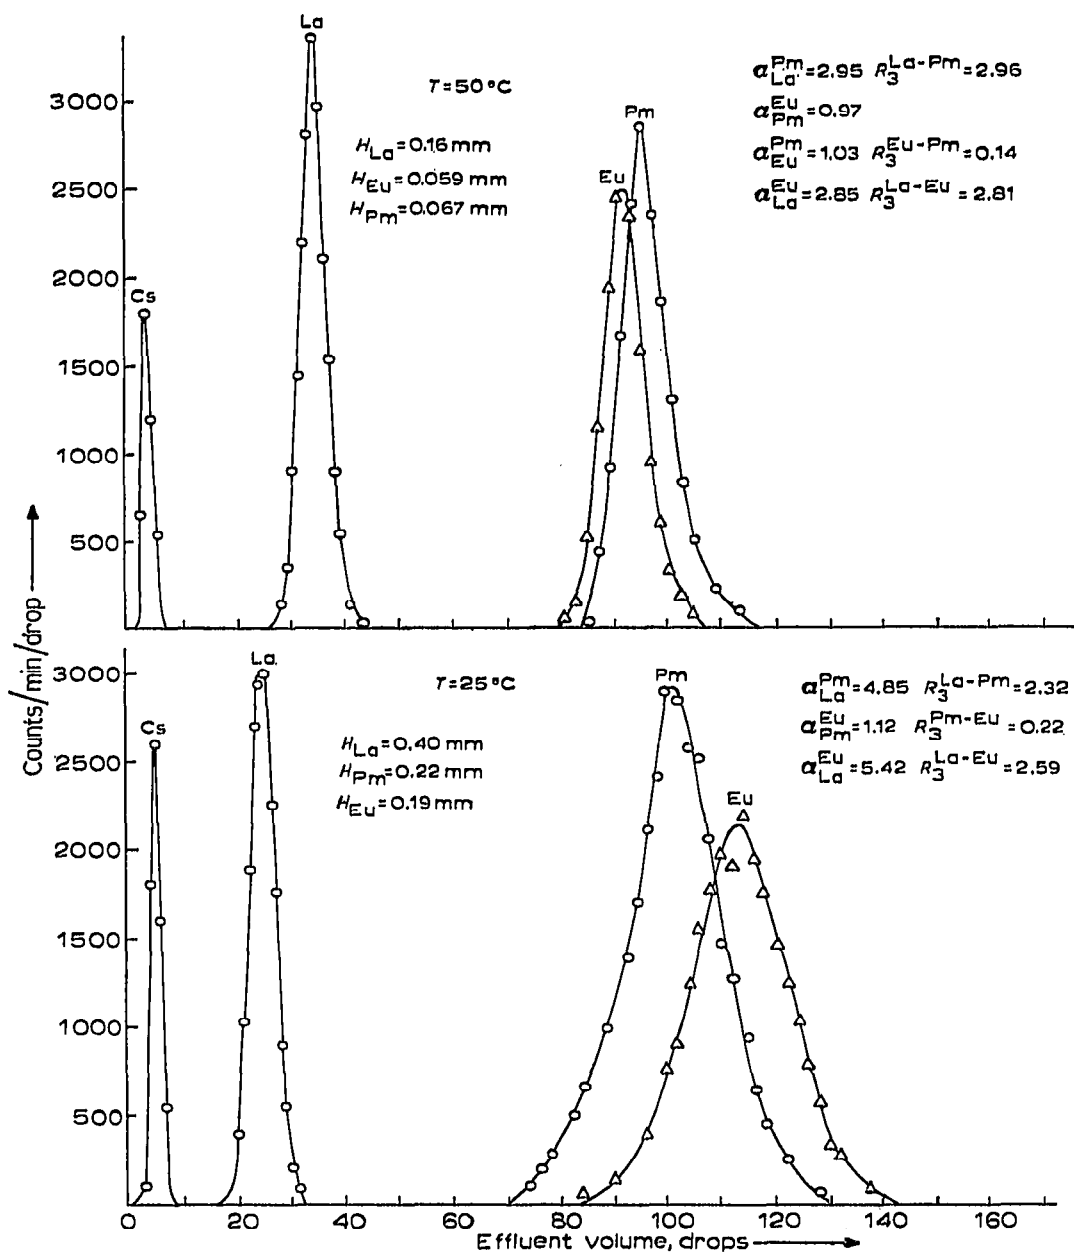 La
T=50°C
α^Pm_La=2.95 R_3^La-Pm=2.96
α^Eu_Pm=0.97
α^Pm_Eu=1.03 R_3^Eu-Pm=0.14
α^Eu_La=2.85 R_3^La-Eu=2.81
H_La=0.16 mm
H_Eu=0.059 mm
H_Pm=0.067 mm
Pm
Eu
Cs
3000
2500
2000
1500
1000
500
Counts/min/drop
La
T=25°C
α^Pm_La=4.85 R_3^La-Pm=2.32
α^Eu_Pm=1.12 R_3^Pm-Eu=0.22
α^Eu_La=5.42 R_3^La-Eu=2.59
H_La=0.40 mm
H_Pm=0.22 mm
H_Eu=0.19 mm
Pm
Eu
Cs
3000
2500
2000
1500
1000
500
0 20 40 60 80 100 120 140 160
Effluent volume, drops